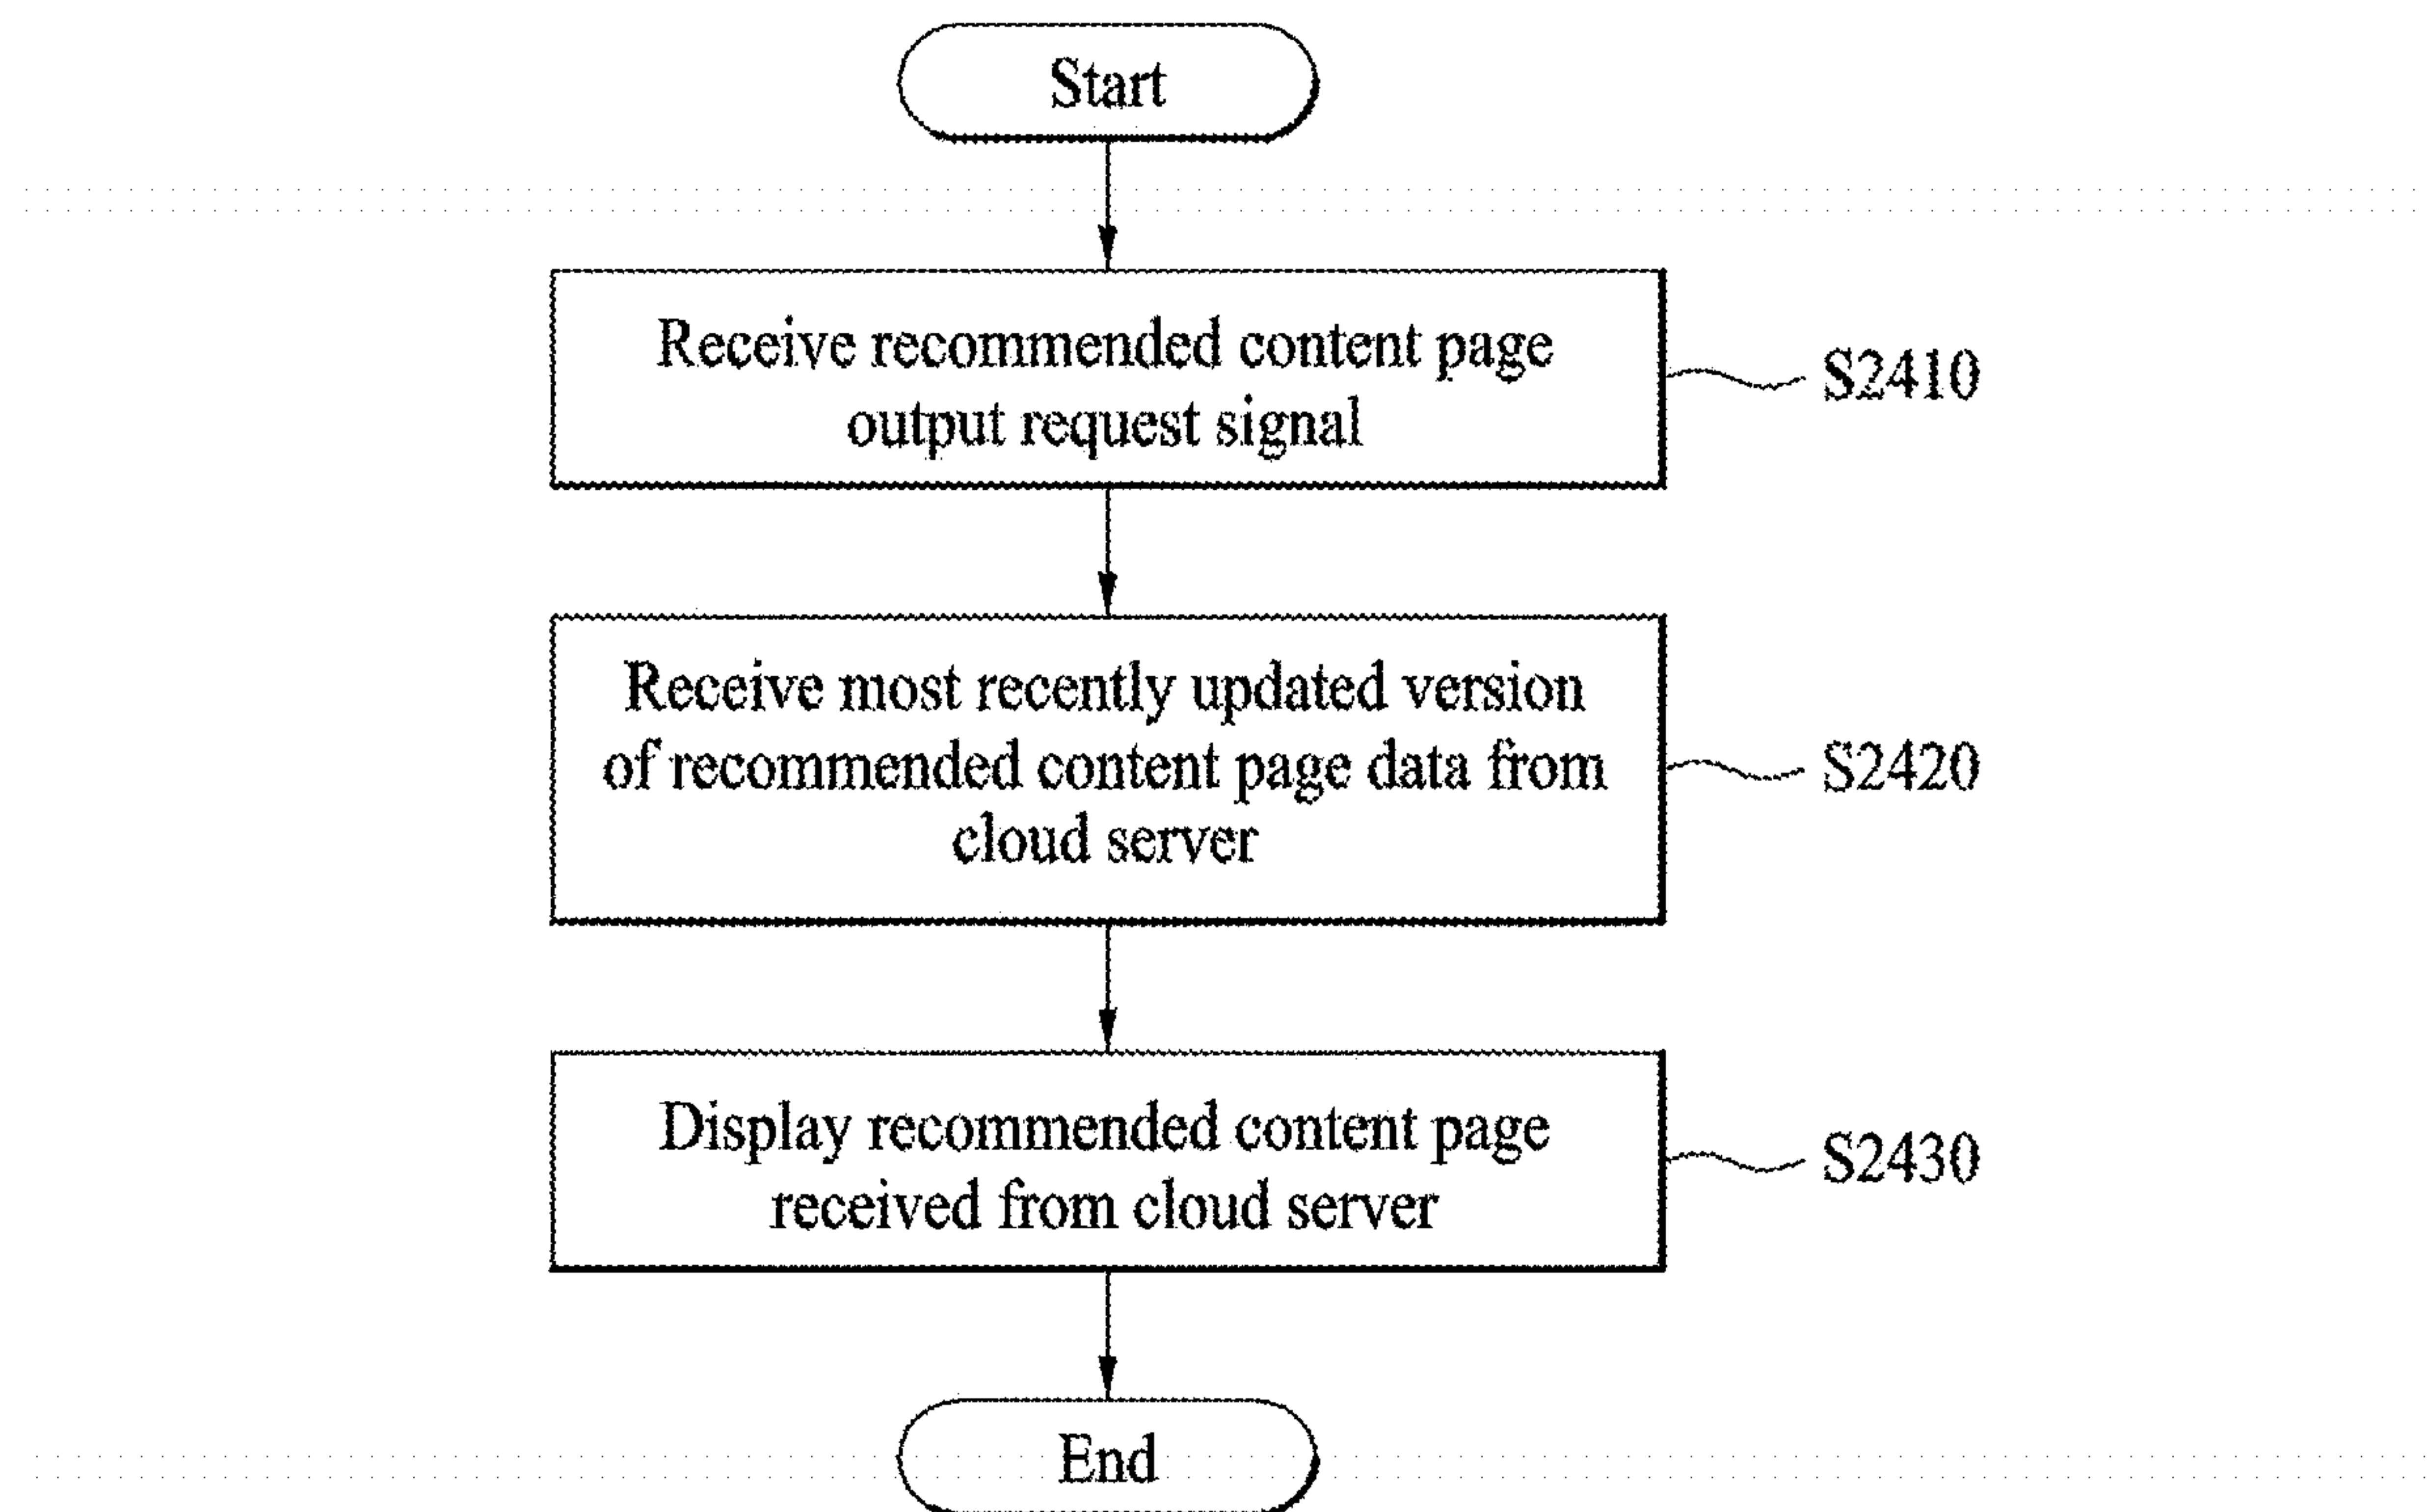 Start
Receive recommended content page
output request signal
S2410
Receive most recently updated version
of recommended content page data from
cloud server
S2420
Display recommended content page
received from cloud server
S2430
End